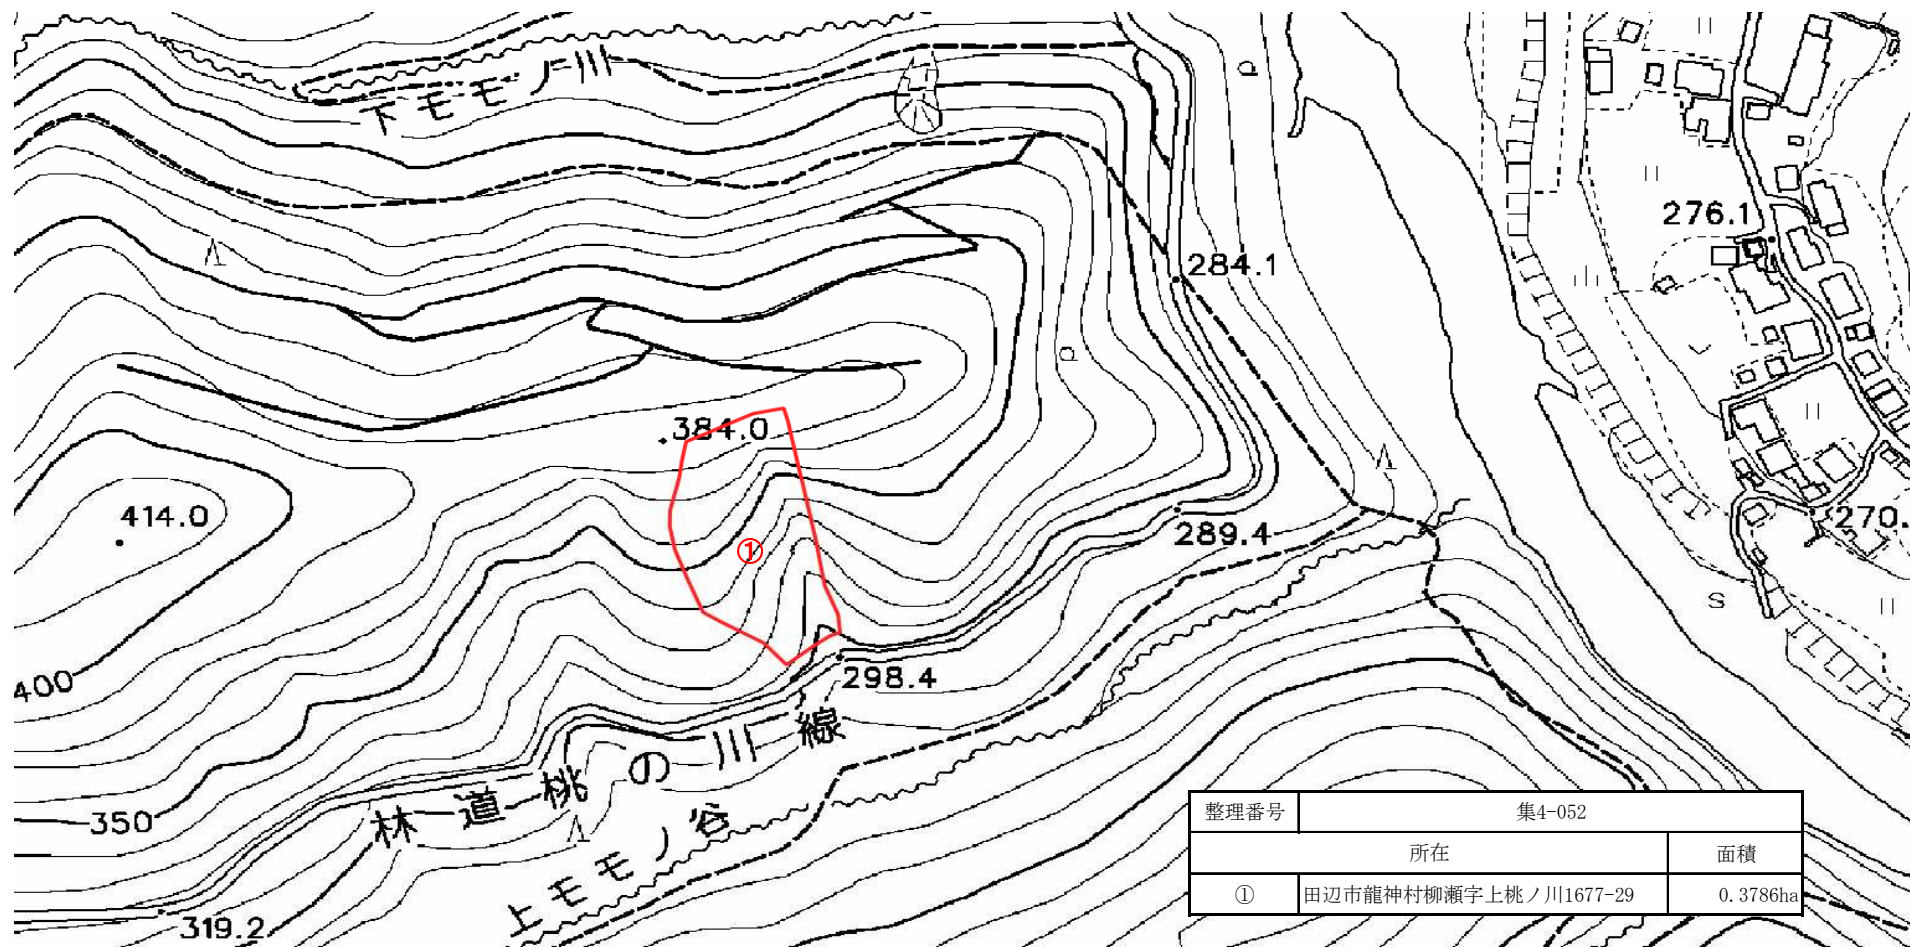 下モモノ川
276.1
284.1
384.0
414.0
①
289.4
270.
400
298.4
林道桃の川線
350
上モモノ谷
319.2
整理番号 集4-052
所在 面積
① 田辺市龍神村柳瀬字上桃ノ川1677-29 0.3786ha